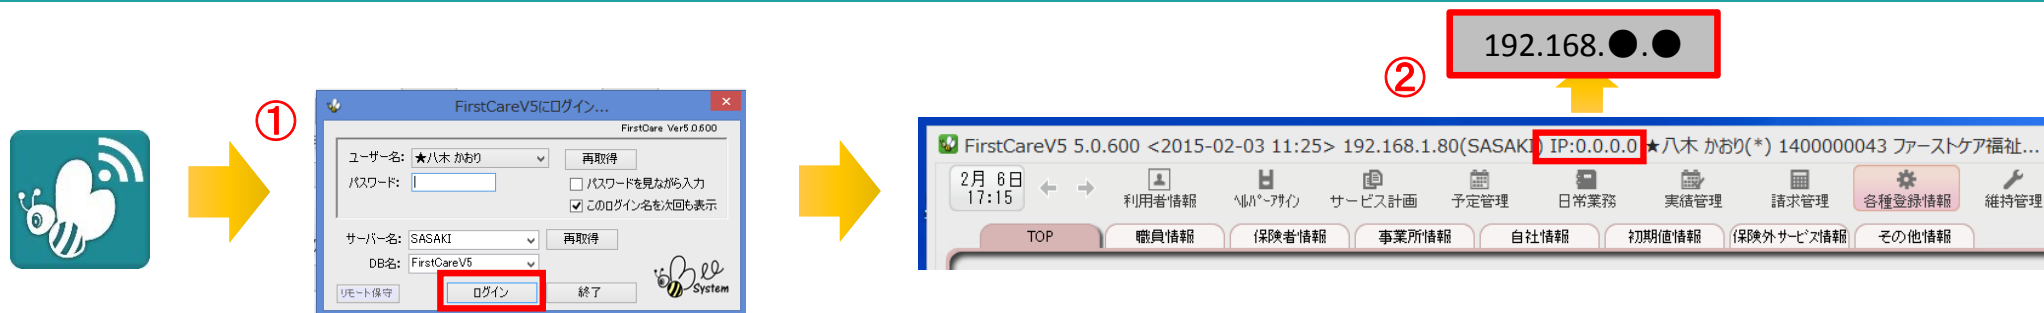 192.168.●.●
②
①
FirstCareV5にログイン...
FirstCare Ver5.0.600
ユーザー名: ★八木 かおり 再取得
パスワード: パスワードを見ながら入力
このログイン名を次回も表示
サーバー名: SASAKI 再取得
DB名: FirstCareV5
Bee System
リモート保守 ログイン 終了
FirstCareV5 5.0.600 <2015-02-03 11:25> 192.168.1.80(SASAKI) IP:0.0.0.0 ★八木 かおり(*) 1400000043 ファーストケア福祉...
2月 6日
17:15
利用者情報 ヘルパーアサイン サービス計画 予定管理 日常業務 実績管理 請求管理 各種登録情報 維持管理
TOP 職員情報 保険者情報 事業所情報 自社情報 初期値情報 保険外サービス情報 その他情報